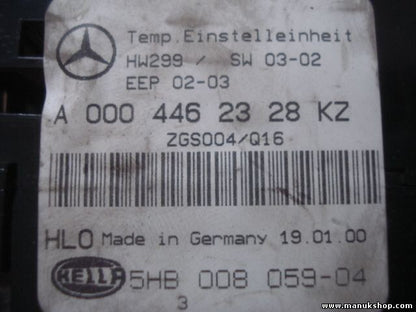 Temp.Einstelleinheit
HW299 / SW 03-02
EEP 02-03
A 000 446 23 28 KZ
ZGS004/Q16
HLO Made in Germany 19.01.00
HELLA 5HB 008 059-04
3
www.manukshop.com